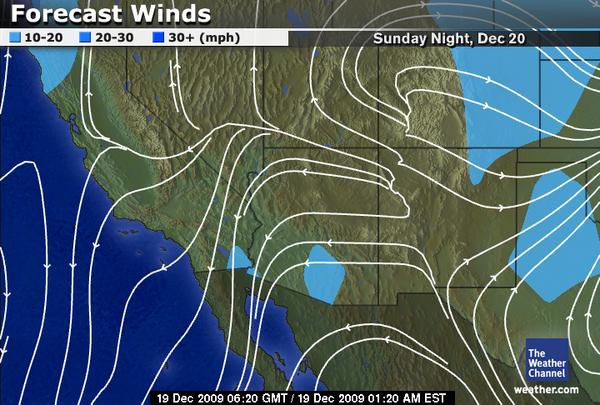 Forecast Winds
10-20 20-30 30+ (mph)
Sunday Night, Dec 20
The
Weather
Channel
weather.com
19 Dec 2009 06:20 GMT / 19 Dec 2009 01:20 AM EST